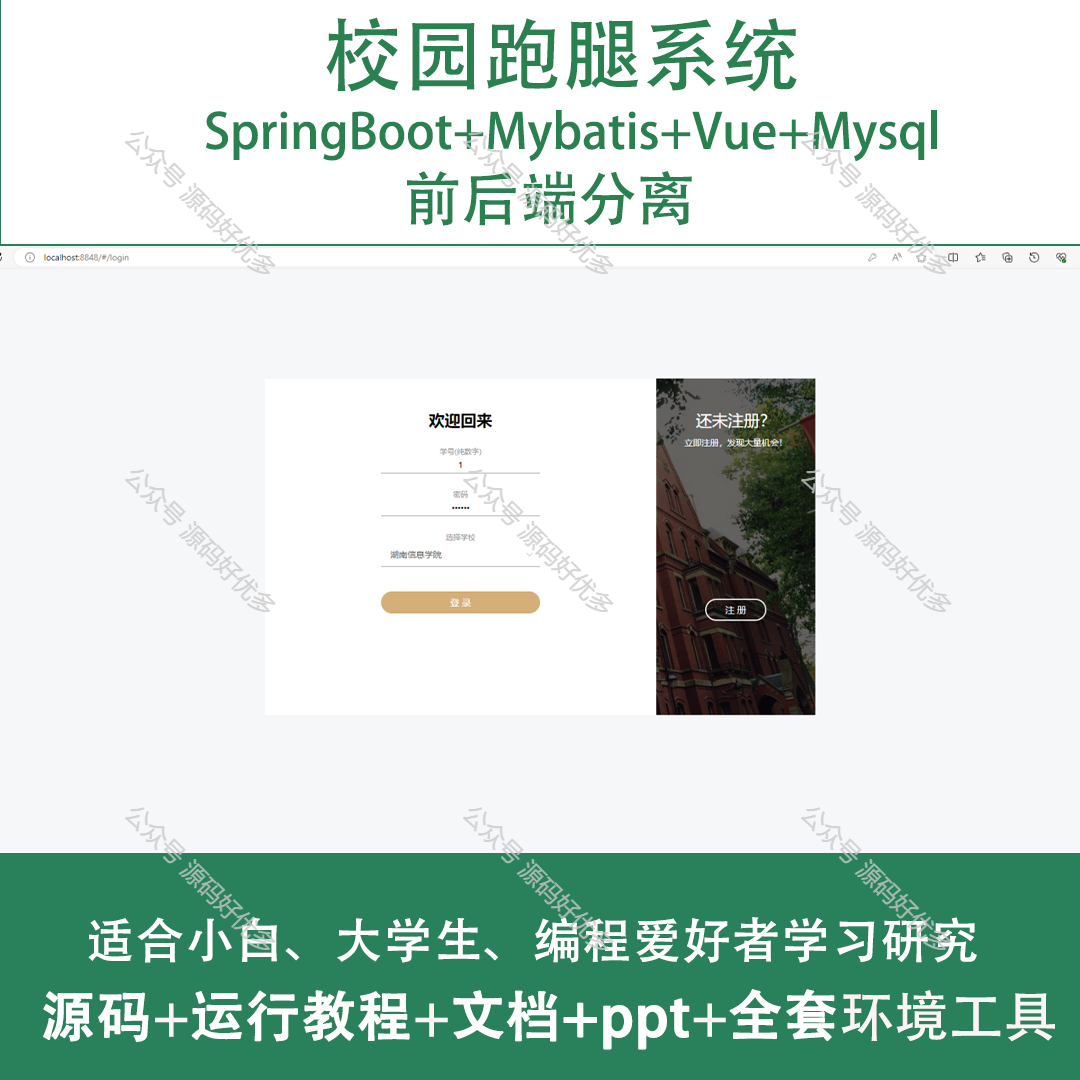 校园跑腿系统
SpringBoot+Mybatis+Vue+Mysql
前后端分离
localhost:8848/#/login
欢迎回来
学号(纯数字)
1
密码
••••••
选择学校
湖南信息学院
登录
还未注册?
立即注册，发现大量机会!
注册
适合小白、大学生、编程爱好者学习研究
源码+运行教程+文档+ppt+全套环境工具
公众号 源码好优多
公众号 源码好优多
公众号 源码好优多
公众号 源码好优多
公众号 源码好优多
公众号 源码好优多
公众号 源码好优多
公众号 源码好优多
公众号 源码好优多